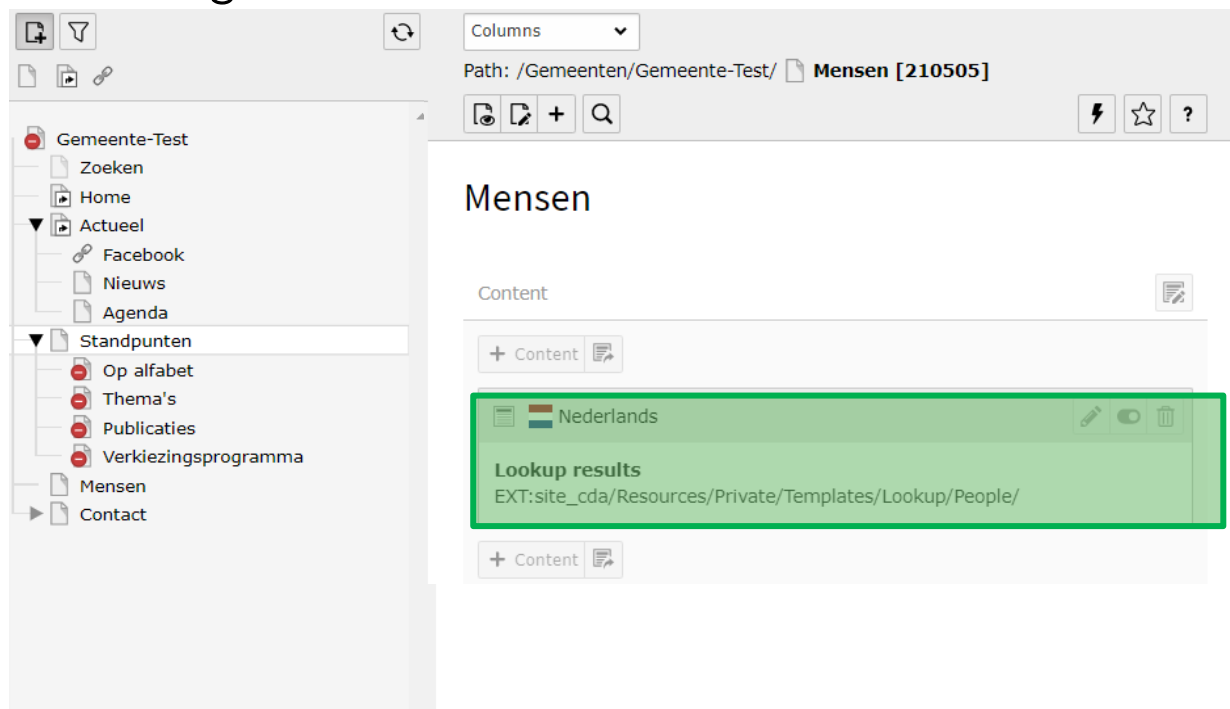 Columns
Path: /Gemeenten/Gemeente-Test/ Mensen [210505]
?
Gemeente-Test
Zoeken
Home
Actueel
Facebook
Nieuws
Agenda
Standpunten
Op alfabet
Thema's
Publicaties
Verkiezingsprogramma
Mensen
Contact
Mensen
Content
+ Content
Nederlands
Lookup results
EXT:site_cda/Resources/Private/Templates/Lookup/People/
+ Content